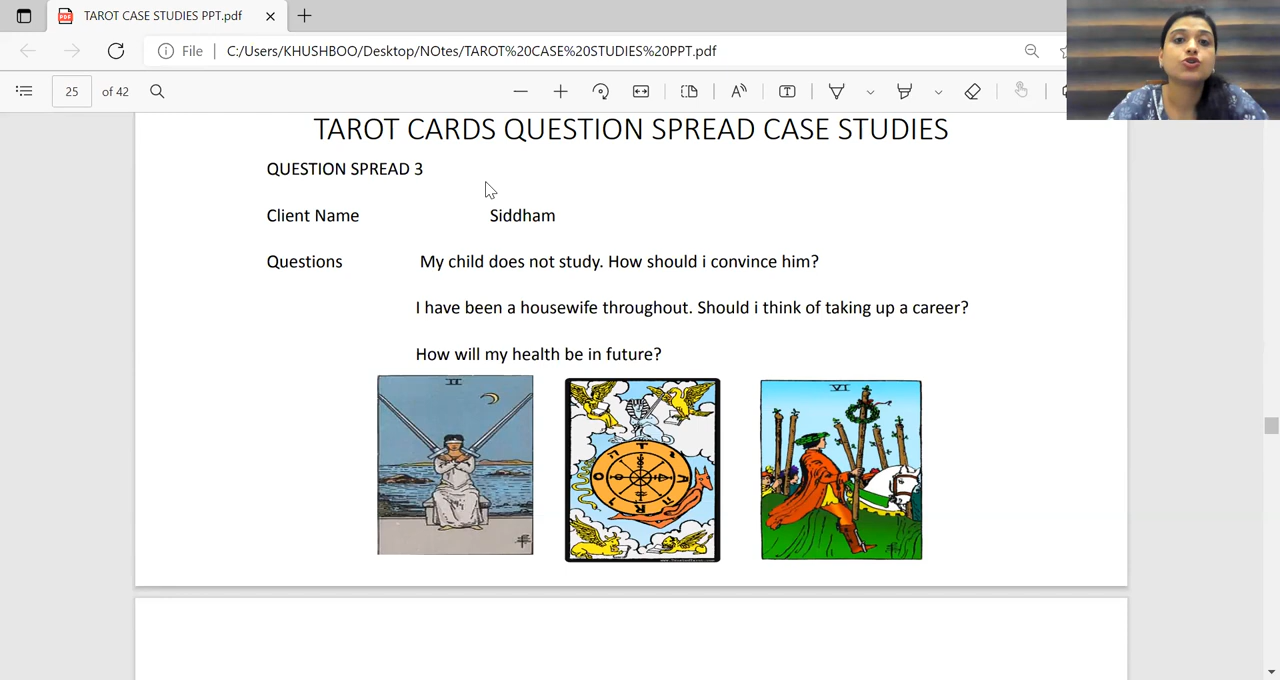 TAROT CASE STUDIES PPT.pdf
File
C:/Users/KHUSHBOO/Desktop/NOtes/TAROT%20CASE%20STUDIES%20PPT.pdf
25 of 42
TAROT CARDS QUESTION SPREAD CASE STUDIES
QUESTION SPREAD 3
Client Name Siddham
Questions My child does not study. How should i convince him?
I have been a housewife throughout. Should i think of taking up a career?
How will my health be in future?
II
VI